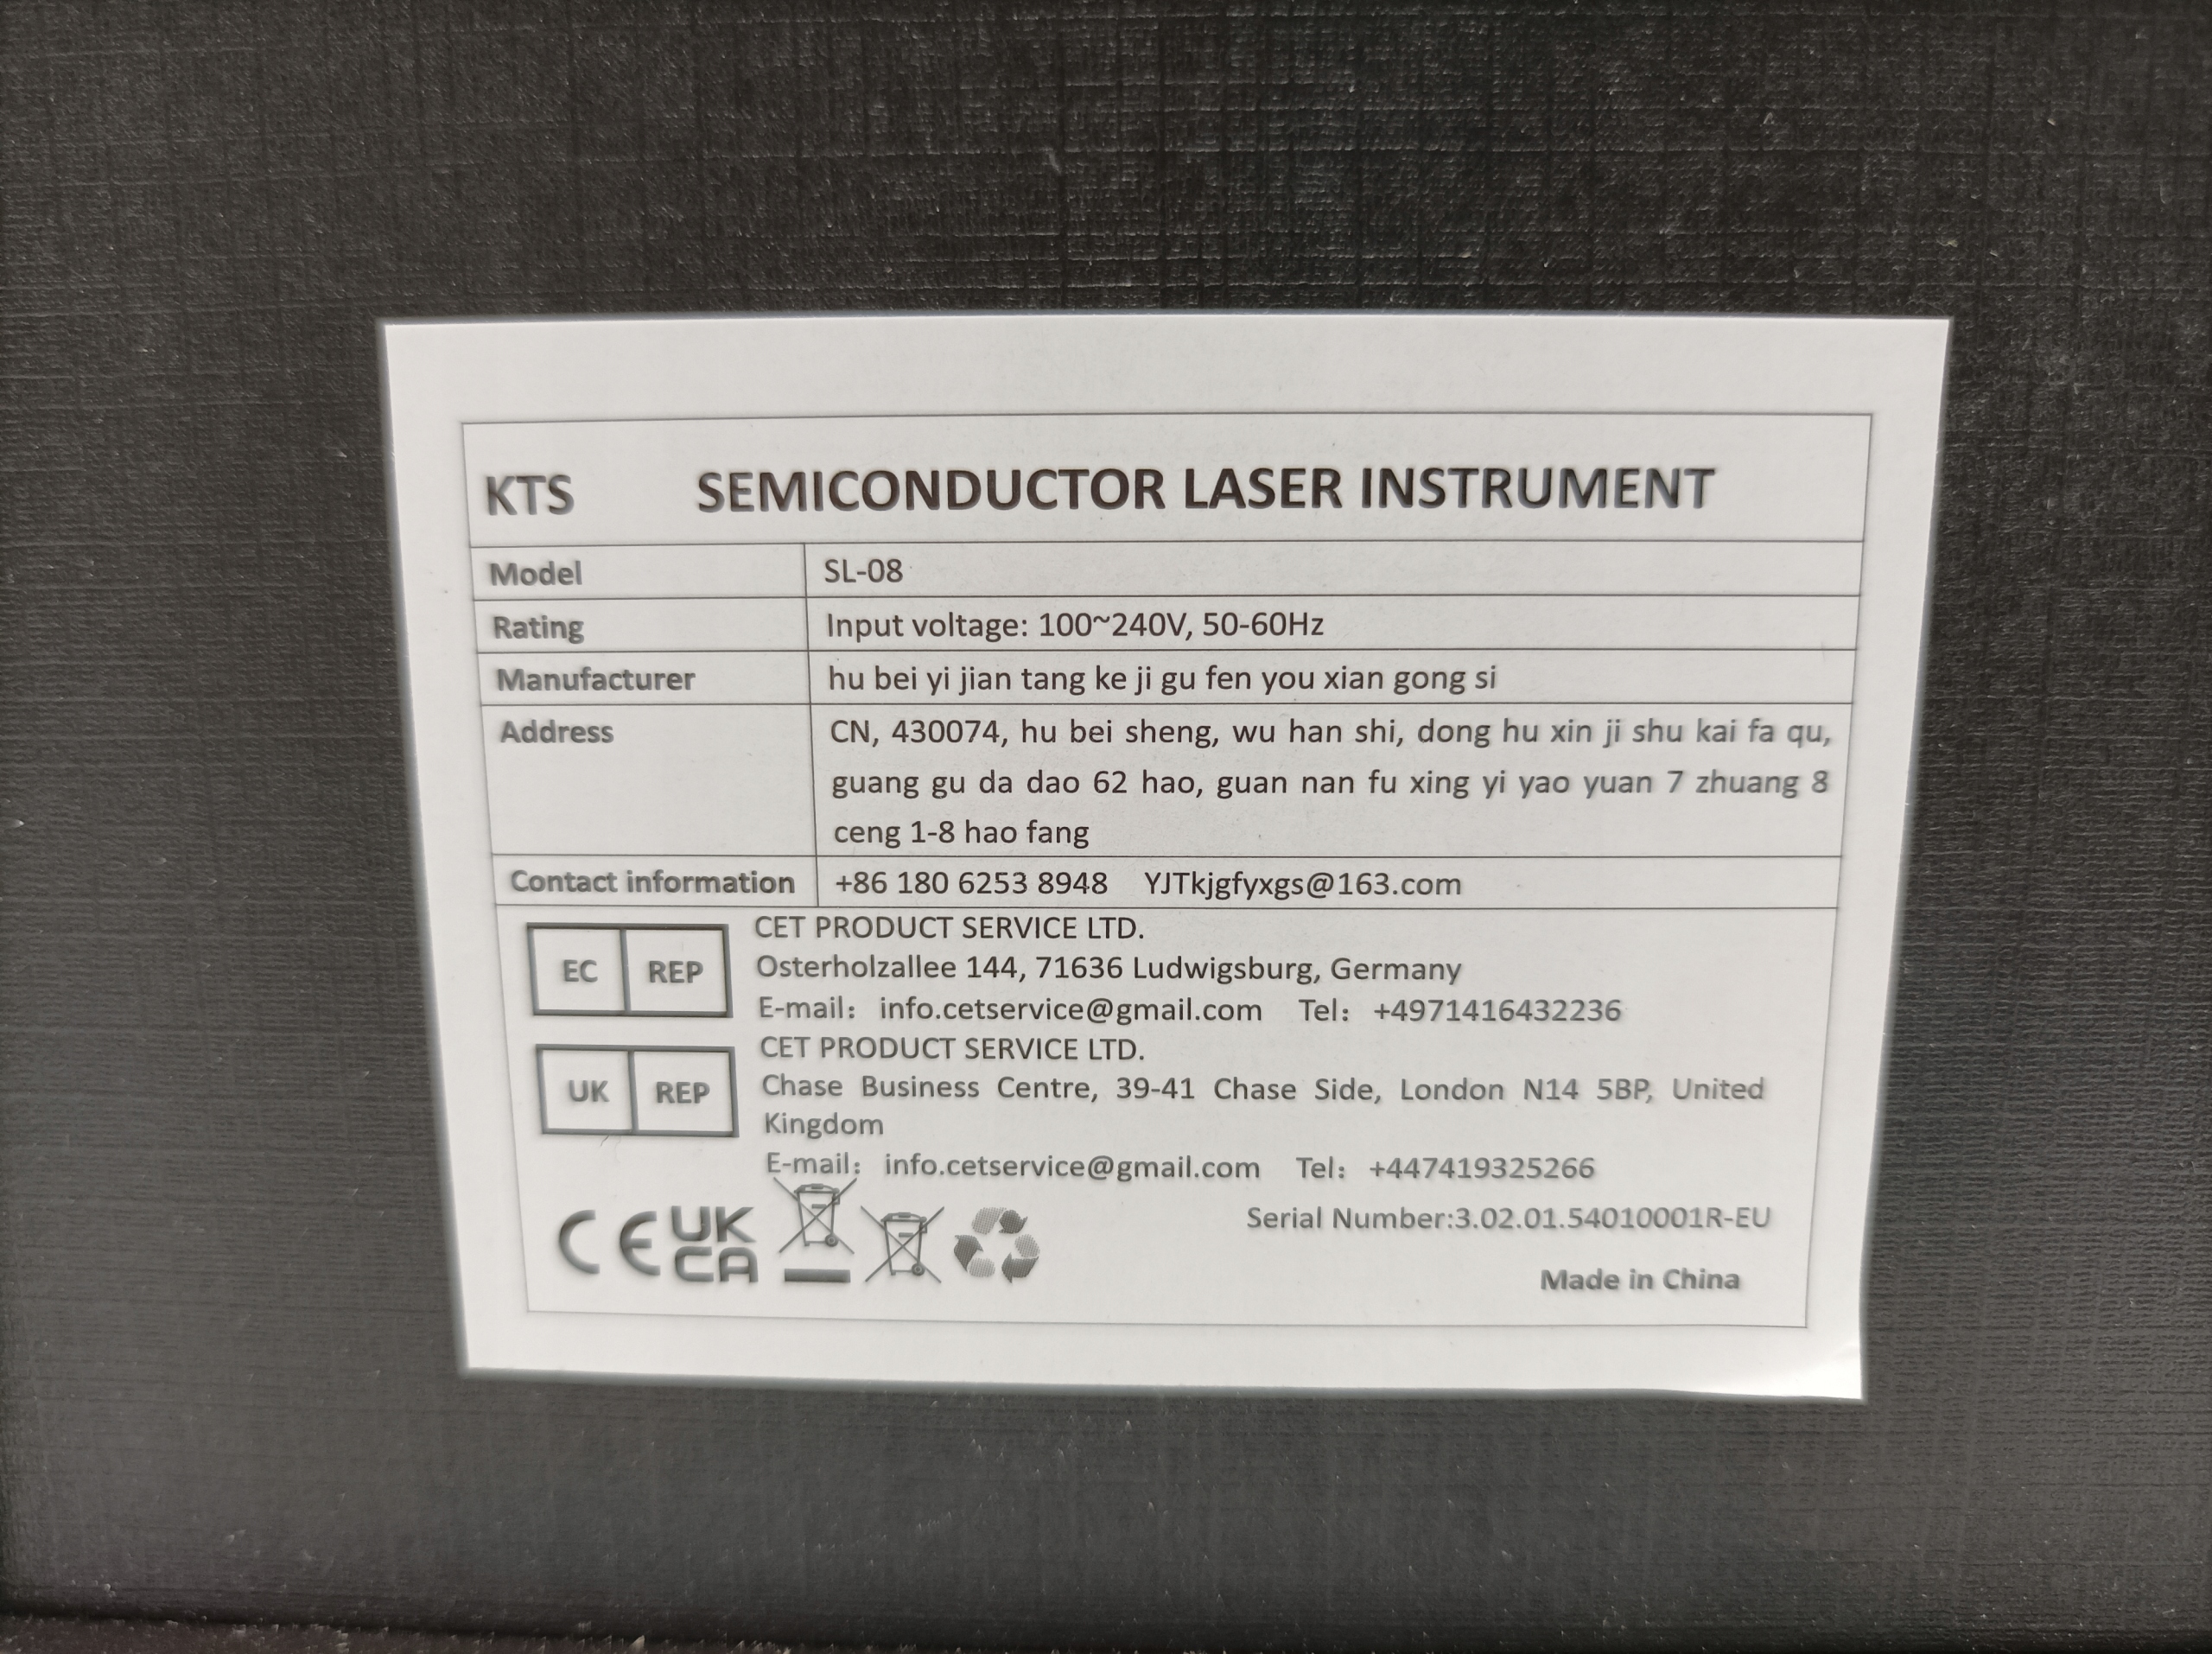 KTS SEMICONDUCTOR LASER INSTRUMENT
Model SL-08
Rating Input voltage: 100~240V, 50-60Hz
Manufacturer hu bei yi jian tang ke ji gu fen you xian gong si
Address CN, 430074, hu bei sheng, wu han shi, dong hu xin ji shu kai fa qu,
guang gu da dao 62 hao, guan nan fu xing yi yao yuan 7 zhuang 8
ceng 1-8 hao fang
Contact information +86 180 6253 8948 YJTkjgfyxgs@163.com
EC REP
CET PRODUCT SERVICE LTD.
Osterholzallee 144, 71636 Ludwigsburg, Germany
E-mail: info.cetservice@gmail.com Tel: +4971416432236
UK REP
CET PRODUCT SERVICE LTD.
Chase Business Centre, 39-41 Chase Side, London N14 5BP, United
Kingdom
E-mail: info.cetservice@gmail.com Tel: +447419325266
CE UK
CA
Serial Number:3.02.01.54010001R-EU
Made in China